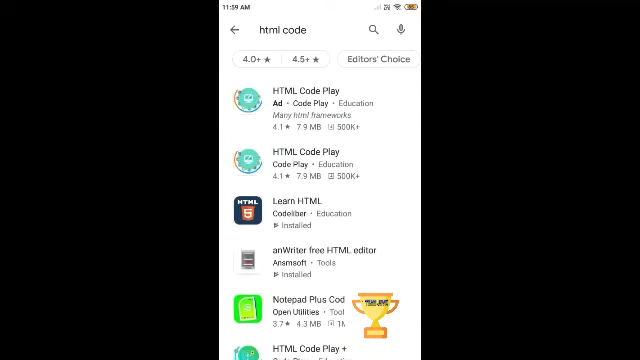 11:59 AM
html code
4.0+ ★ 4.5+ ★ Editors' Choice
HTML Code Play
Ad • Code Play • Education
Many html frameworks
4.1 ★ 7.9 MB 500K+
HTML Code Play
Code Play • Education
4.1 ★ 7.9 MB 500K+
HTML
5
Learn HTML
Codeliber • Education
Installed
anWriter free HTML editor
Ansmsoft • Tools
Installed
Notepad Plus Cod
Open Utilities • Tool
3.7 ★ 4.3 MB 1M
HTML Code Play +